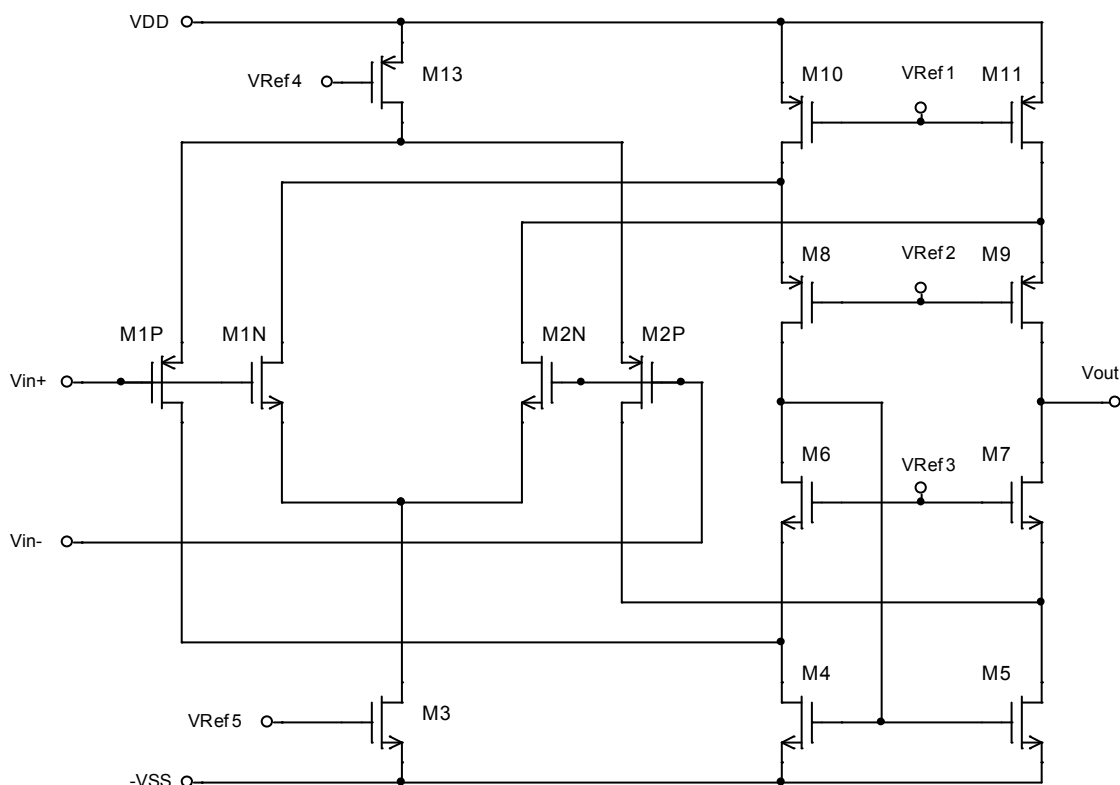 VDD
M13
VRef4
M10
VRef1
M11
M8
VRef2
M9
M1P
M1N
M2N
M2P
Vin+
Vout
M6
VRef3
M7
Vin-
M4
M5
VRef5
M3
-VSS